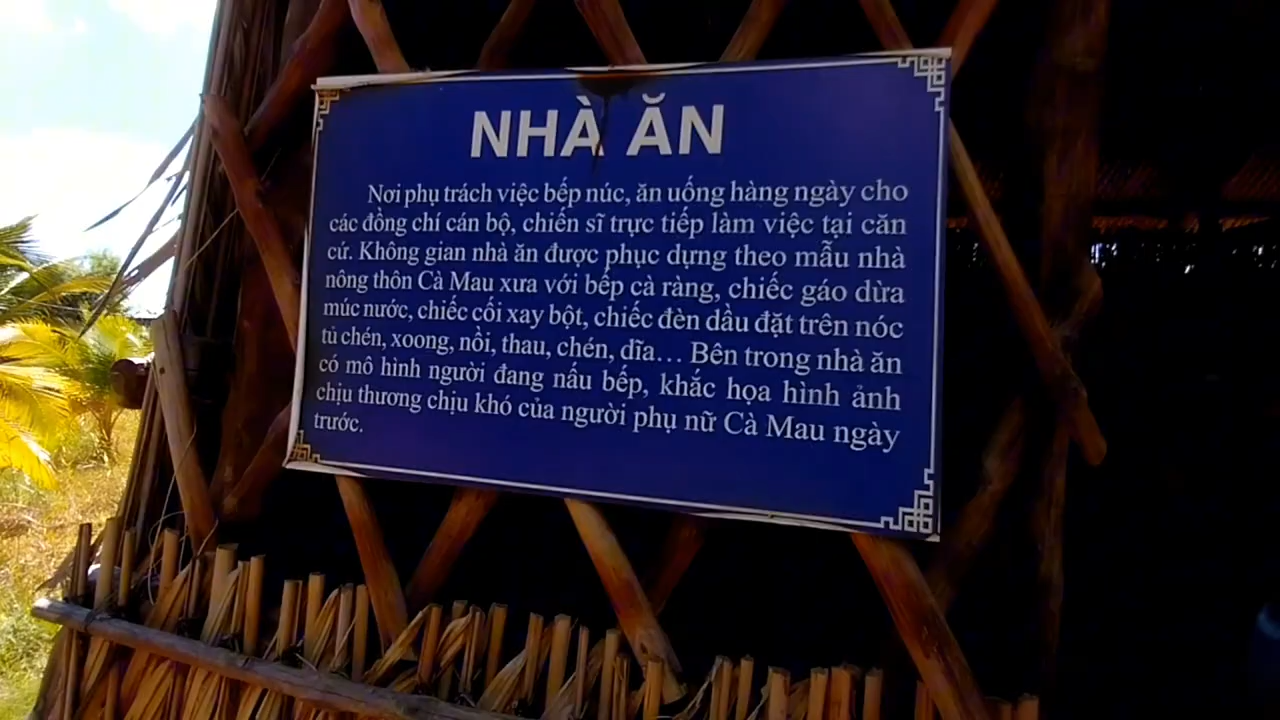 NHÀ ĂN
Nơi phụ trách việc bếp núc, ăn uống hàng ngày cho
các đồng chí cán bộ, chiến sĩ trực tiếp làm việc tại căn
cứ. Không gian nhà ăn được phục dựng theo mẫu nhà
nông thôn Cà Mau xưa với bếp cà ràng, chiếc gáo dừa
múc nước, chiếc cối xay bột, chiếc đèn dầu đặt trên nóc
tủ chén, xoong, nồi, thau, chén, dĩa... Bên trong nhà ăn
có mô hình người đang nấu bếp, khắc họa hình ảnh
chịu thương chịu khó của người phụ nữ Cà Mau ngày
trước.